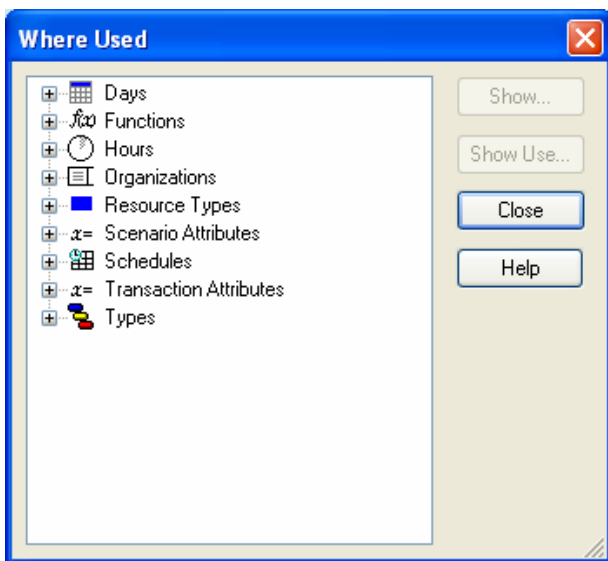 Where Used
Days
Show...
f(x) Functions
Hours
Show Use...
Organizations
Resource Types
Close
x= Scenario Attributes
Schedules
Help
x= Transaction Attributes
Types